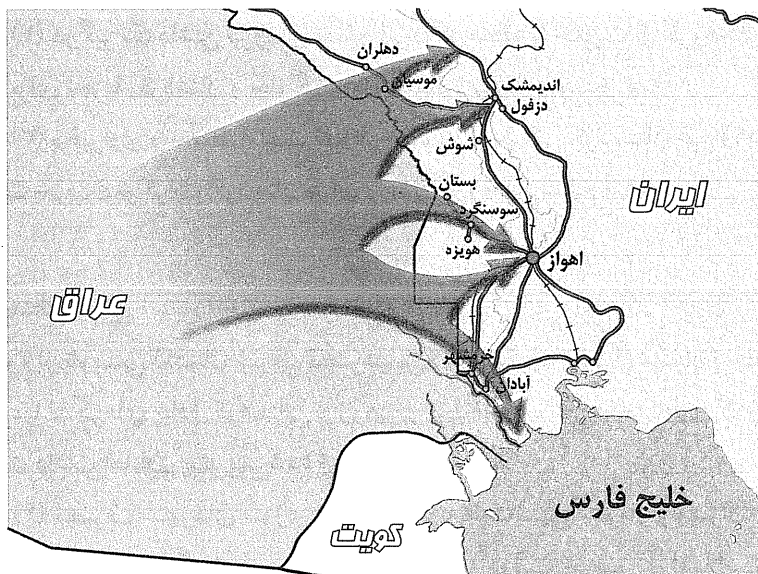 دهلران
موسیان
اندیمشک
دزفول
شوش
بستان
سوسنگرد
هویزه
اهواز
ایران
عراق
خرمشهر
آبادان
خلیج فارس
کویت